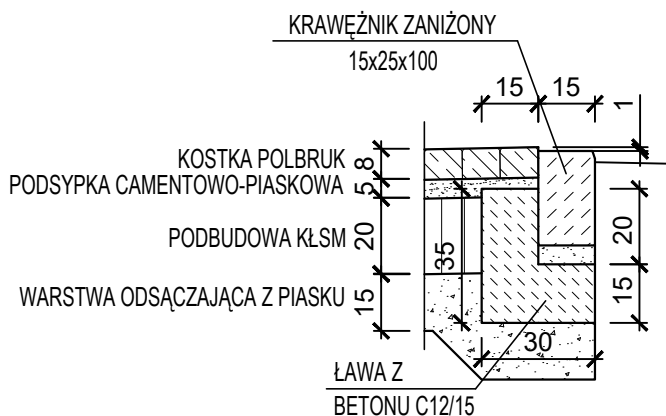 KRAWĘŻNIK ZANIŻONY
15x25x100
15 15
1
KOSTKA POLBRUK 8
PODSYPKA CAMENTOWO-PIASKOWA 5
PODBUDOWA KŁSM 20
35
20
WARSTWA ODSĄCZAJĄCA Z PIASKU 15
15
30
ŁAWA Z
BETONU C12/15